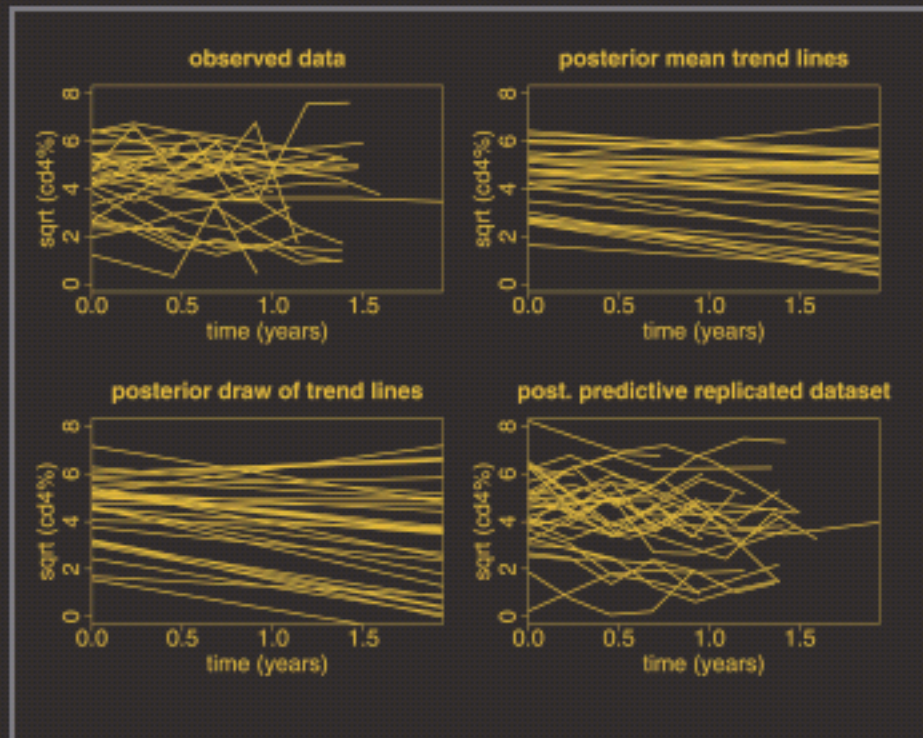 observed data
sqrt (cd4%)
8
6
4
2
0
0.0 0.5 1.0 1.5
time (years)
posterior mean trend lines
sqrt (cd4%)
8
6
4
2
0
0.0 0.5 1.0 1.5
time (years)
posterior draw of trend lines
sqrt (cd4%)
8
6
4
2
0
0.0 0.5 1.0 1.5
time (years)
post. predictive replicated dataset
sqrt (cd4%)
8
6
4
2
0
0.0 0.5 1.0 1.5
time (years)